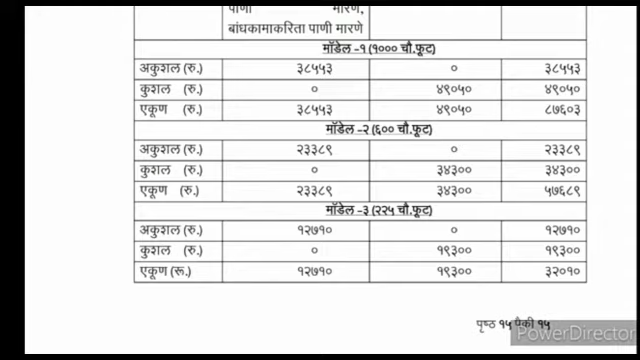 पाणी मारणे,
बांधकामाकरिता पाणी मारणे
मॉडेल -१ (१००० चौ.फूट)
अकुशल (रु.) ३८५५३ ० ३८५५३
कुशल (रु.) ० ४९०५० ४९०५०
एकूण (रु.) ३८५५३ ४९०५० ८७६०३
मॉडेल -२ (६०० चौ.फूट)
अकुशल (रु.) २३३८९ ० २३३८९
कुशल (रु.) ० ३४३०० ३४३००
एकूण (रु.) २३३८९ ३४३०० ५७६८९
मॉडेल -३ (२२५ चौ.फूट)
अकुशल (रु.) १२७१० ० १२७१०
कुशल (रु.) ० १९३०० १९३००
एकूण (रू.) १२७१० १९३०० ३२०१०
पृष्ठ १५ पैकी १५
PowerDirector